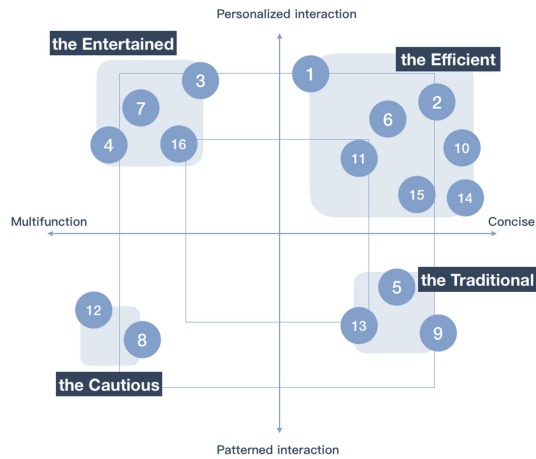 Personalized interaction
the Entertained
the Efficient
1
3
2
7
6
4
16
11
10
15
14
Multifunction
Concise
the Traditional
5
12
13
8
9
the Cautious
Patterned interaction